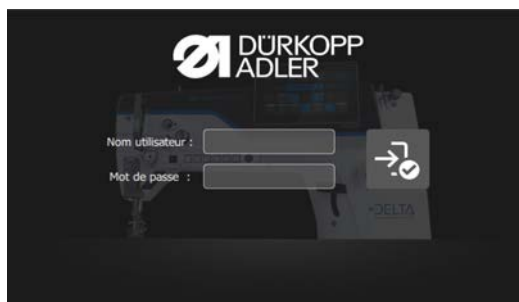 DÜRKOPP
ADLER
Nom utilisateur :
Mot de passe :
DELTA